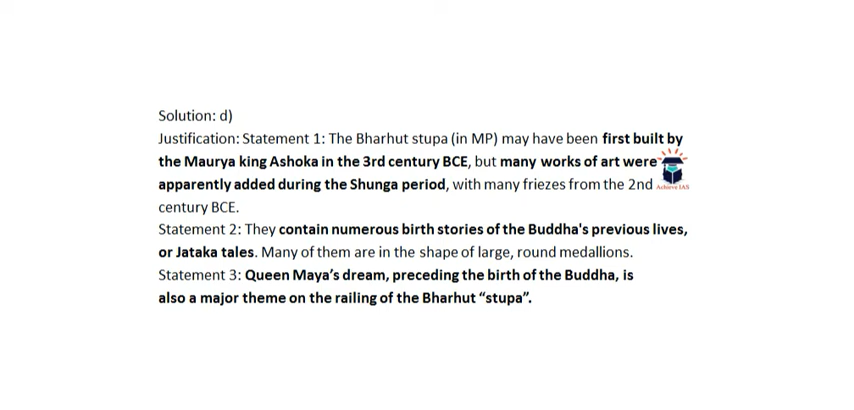 Solution: d)
Justification: Statement 1: The Bharhut stupa (in MP) may have been first built by
the Maurya king Ashoka in the 3rd century BCE, but many works of art were
apparently added during the Shunga period, with many friezes from the 2nd
Achieve IAS
century BCE.
Statement 2: They contain numerous birth stories of the Buddha's previous lives,
or Jataka tales. Many of them are in the shape of large, round medallions.
Statement 3: Queen Maya’s dream, preceding the birth of the Buddha, is
also a major theme on the railing of the Bharhut “stupa”.